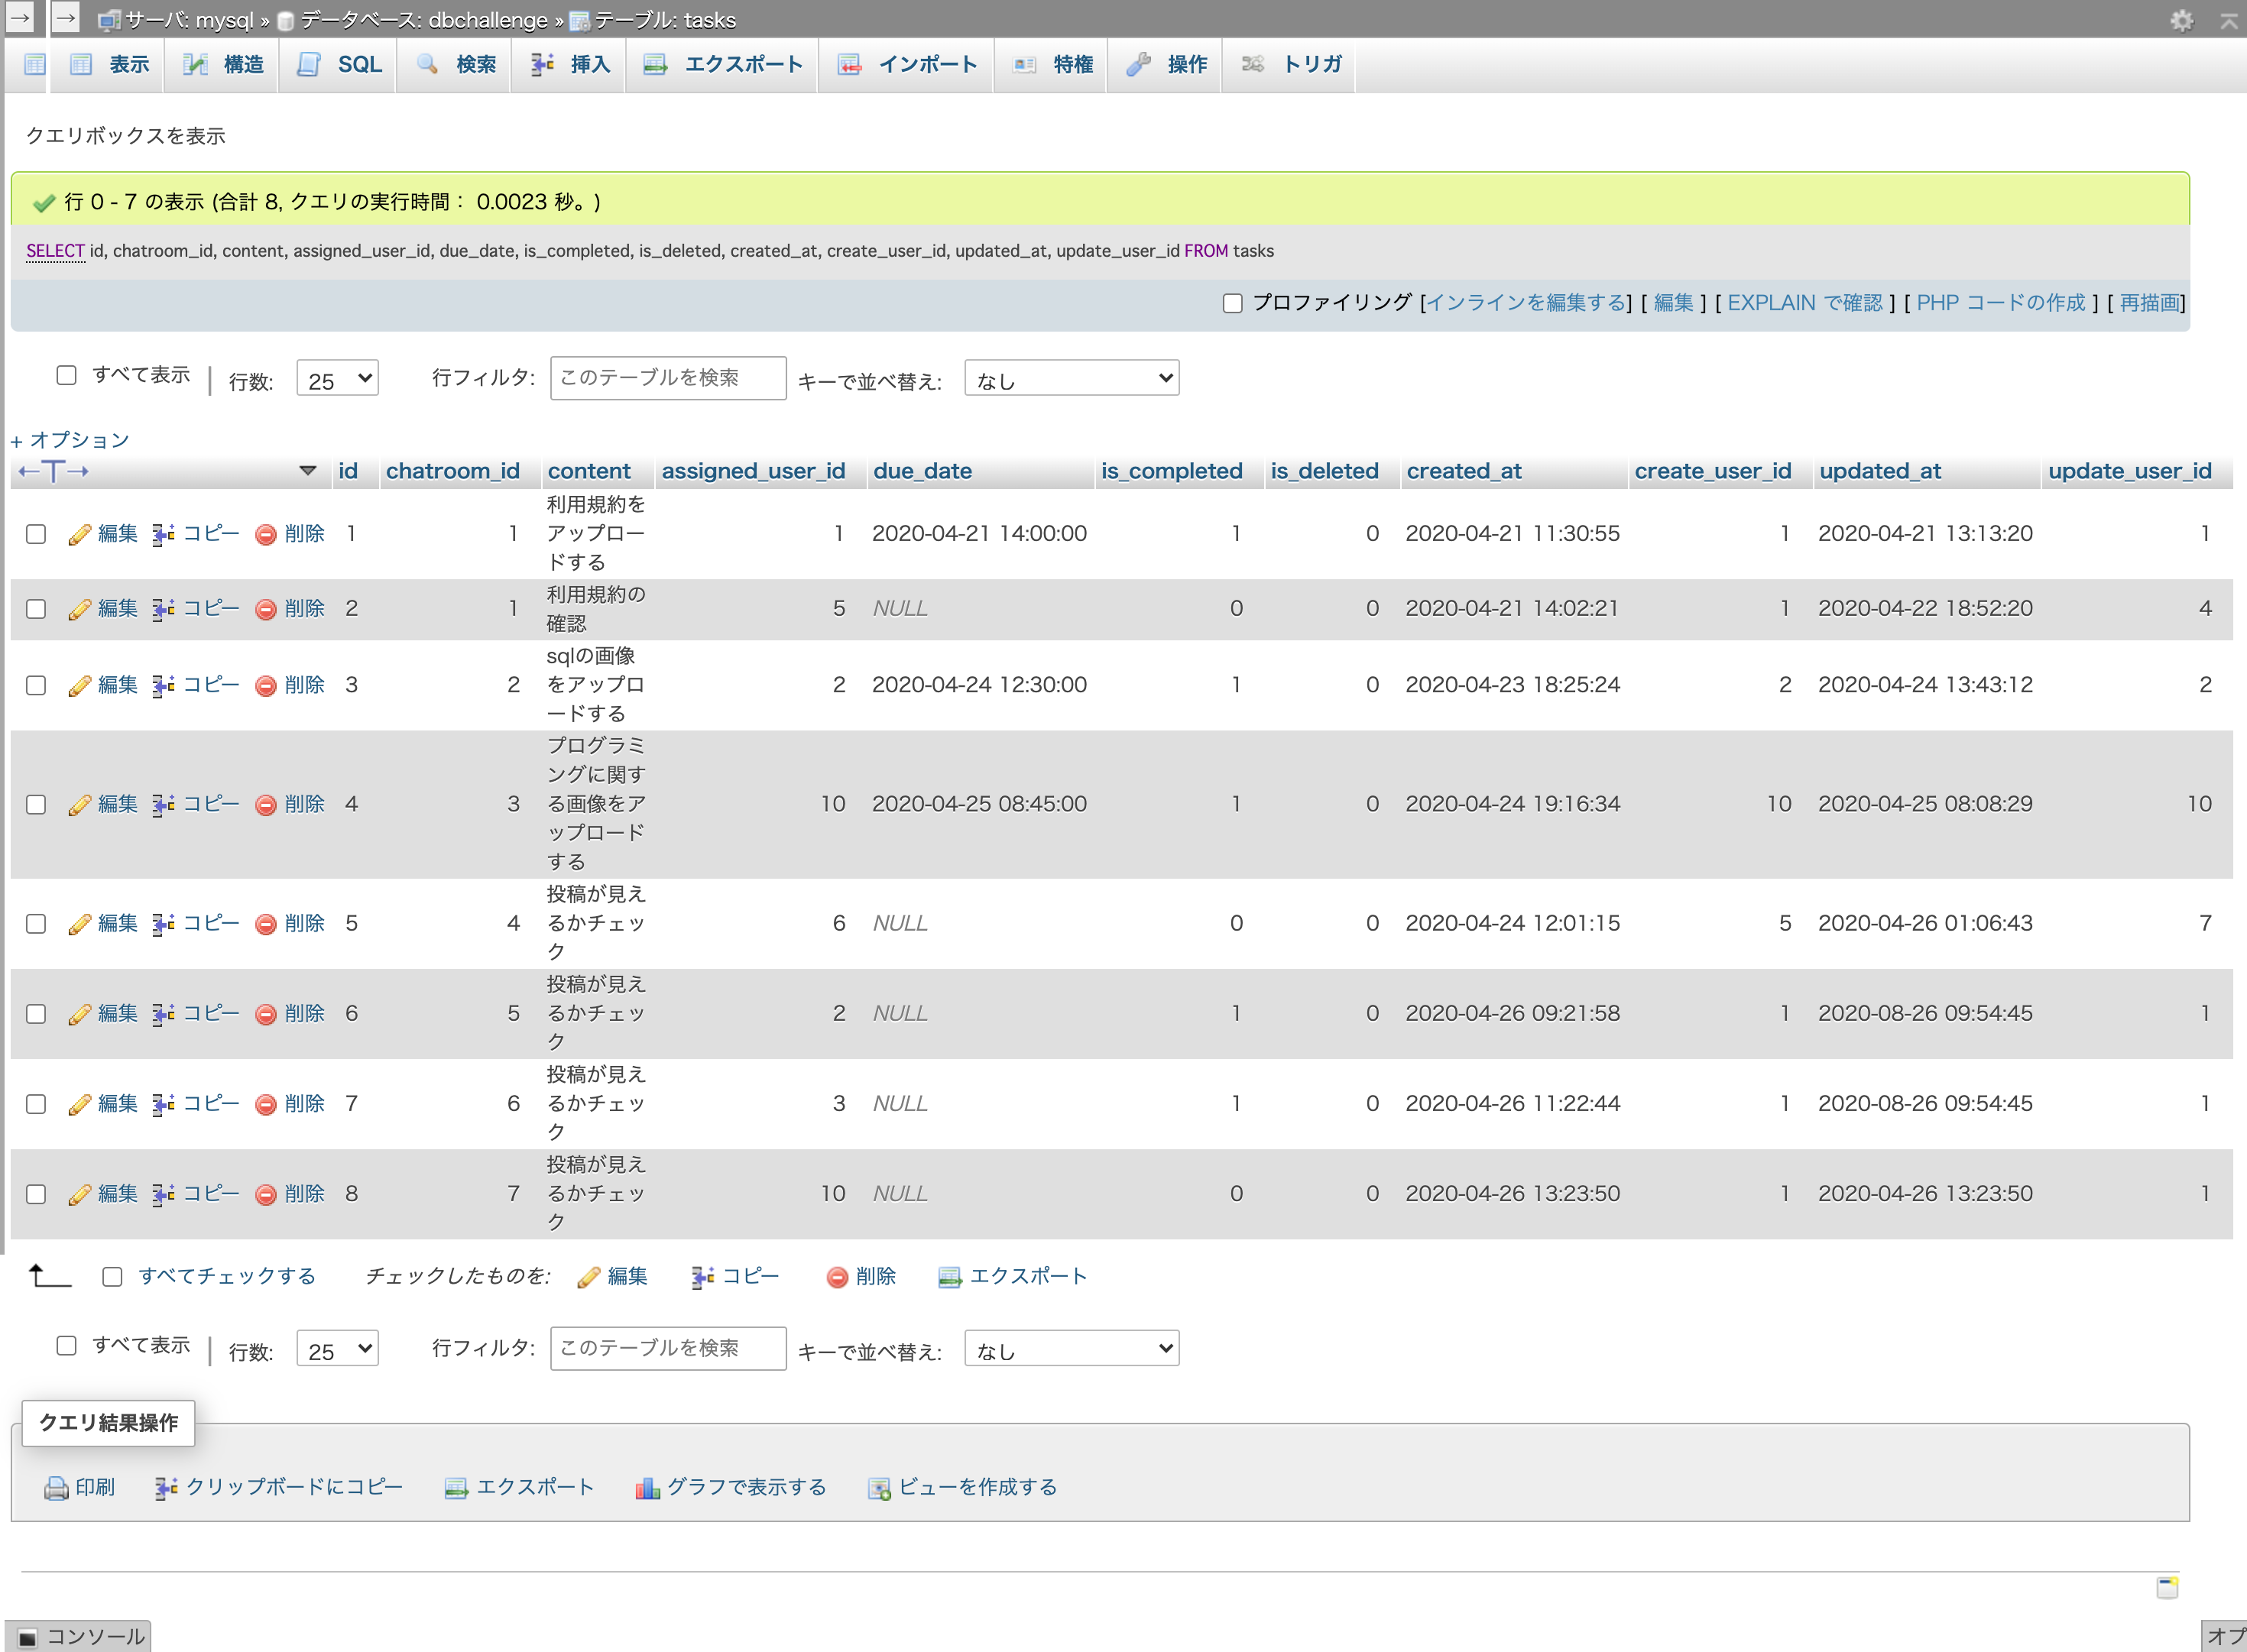 → → サーバ: mysql » データベース: dbchallenge » テーブル: tasks
表示 構造 SQL 検索 挿入 エクスポート インポート 特権 操作 トリガ
クエリボックスを表示
行 0 - 7 の表示 (合計 8, クエリの実行時間： 0.0023 秒。)
SELECT id, chatroom_id, content, assigned_user_id, due_date, is_completed, is_deleted, created_at, create_user_id, updated_at, update_user_id FROM tasks
プロファイリング [インラインを編集する] [ 編集 ] [ EXPLAIN で確認 ] [ PHP コードの作成 ] [ 再描画]
すべて表示 | 行数: 25 行フィルタ: このテーブルを検索 キーで並べ替え: なし
+ オプション
←T→ id chatroom_id content assigned_user_id due_date is_completed is_deleted created_at create_user_id updated_at update_user_id
利用規約を
編集 コピー 削除 1 1 アップロー 1 2020-04-21 14:00:00 1 0 2020-04-21 11:30:55 1 2020-04-21 13:13:20 1
ドする
利用規約の
編集 コピー 削除 2 1 5 NULL 0 0 2020-04-21 14:02:21 1 2020-04-22 18:52:20 4
確認
sqlの画像
編集 コピー 削除 3 2 をアップロ 2 2020-04-24 12:30:00 1 0 2020-04-23 18:25:24 2 2020-04-24 13:43:12 2
ードする
プログラミ
ングに関す
編集 コピー 削除 4 3 る画像をア 10 2020-04-25 08:45:00 1 0 2020-04-24 19:16:34 10 2020-04-25 08:08:29 10
ップロード
する
投稿が見え
編集 コピー 削除 5 4 るかチェッ 6 NULL 0 0 2020-04-24 12:01:15 5 2020-04-26 01:06:43 7
ク
投稿が見え
編集 コピー 削除 6 5 るかチェッ 2 NULL 1 0 2020-04-26 09:21:58 1 2020-08-26 09:54:45 1
ク
投稿が見え
編集 コピー 削除 7 6 るかチェッ 3 NULL 1 0 2020-04-26 11:22:44 1 2020-08-26 09:54:45 1
ク
投稿が見え
編集 コピー 削除 8 7 るかチェッ 10 NULL 0 0 2020-04-26 13:23:50 1 2020-04-26 13:23:50 1
ク
すべてチェックする チェックしたものを: 編集 コピー 削除 エクスポート
すべて表示 | 行数: 25 行フィルタ: このテーブルを検索 キーで並べ替え: なし
クエリ結果操作
印刷 クリップボードにコピー エクスポート グラフで表示する ビューを作成する
コンソール オプ